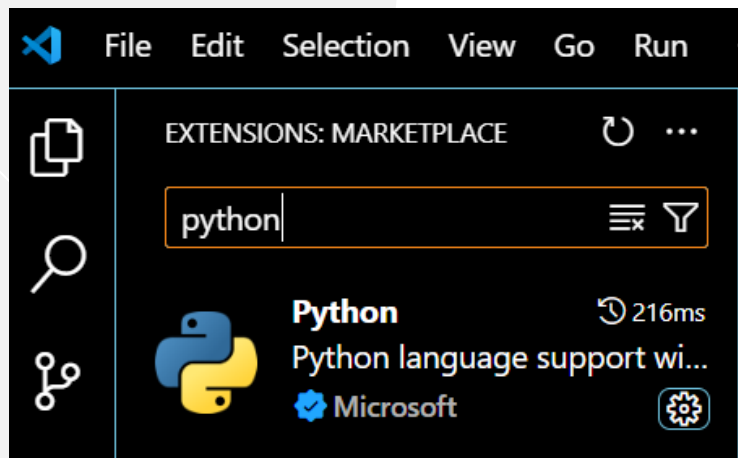 File Edit Selection View Go Run
EXTENSIONS: MARKETPLACE
python
Python 216ms
Python language support wi...
Microsoft